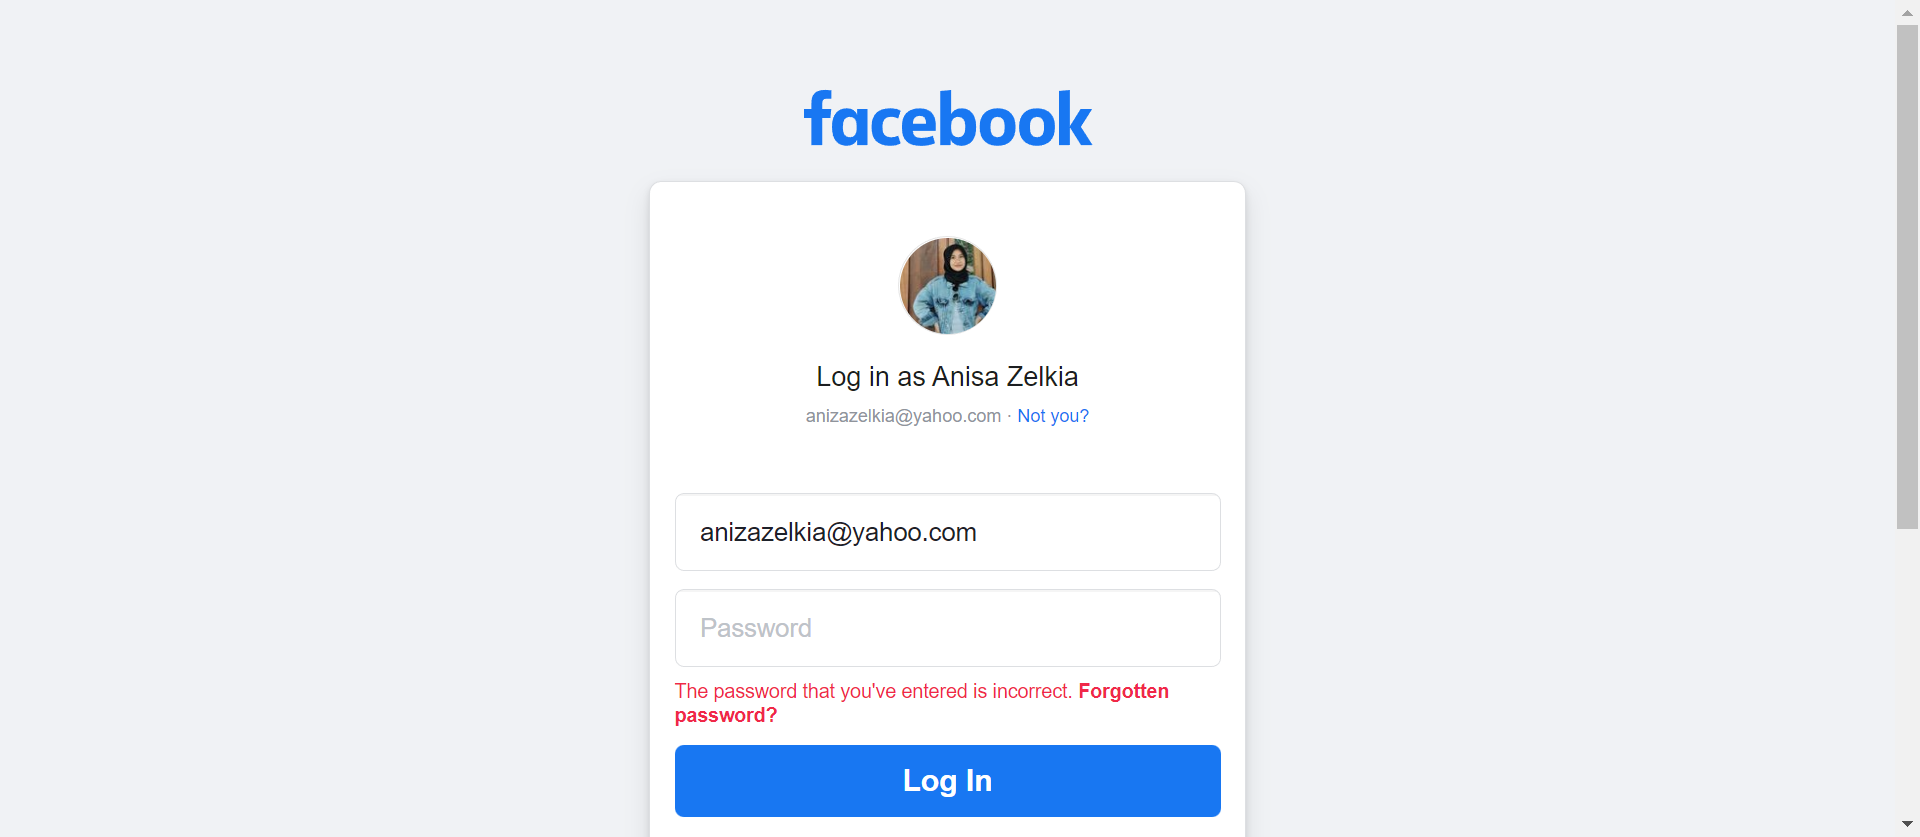 facebook
Log in as Anisa Zelkia
anizazelkia@yahoo.com · Not you?
anizazelkia@yahoo.com
Password
The password that you've entered is incorrect. Forgotten
password?
Log In